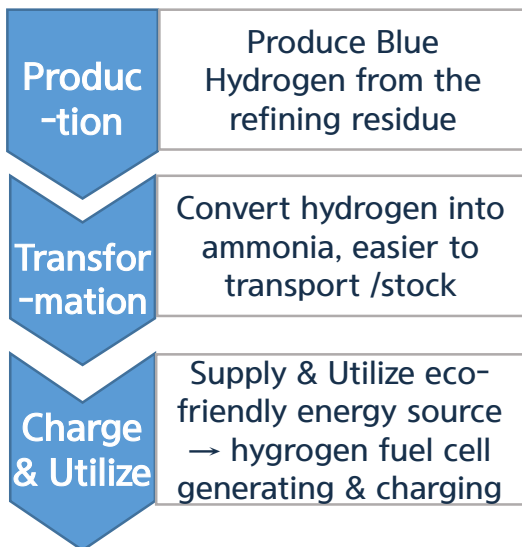 Produc
-tion
Produce Blue
Hydrogen from the
refining residue
Transfor
-mation
Convert hydrogen into
ammonia, easier to
transport /stock
Charge
& Utilize
Supply & Utilize eco-
friendly energy source
→ hygrogen fuel cell
generating & charging